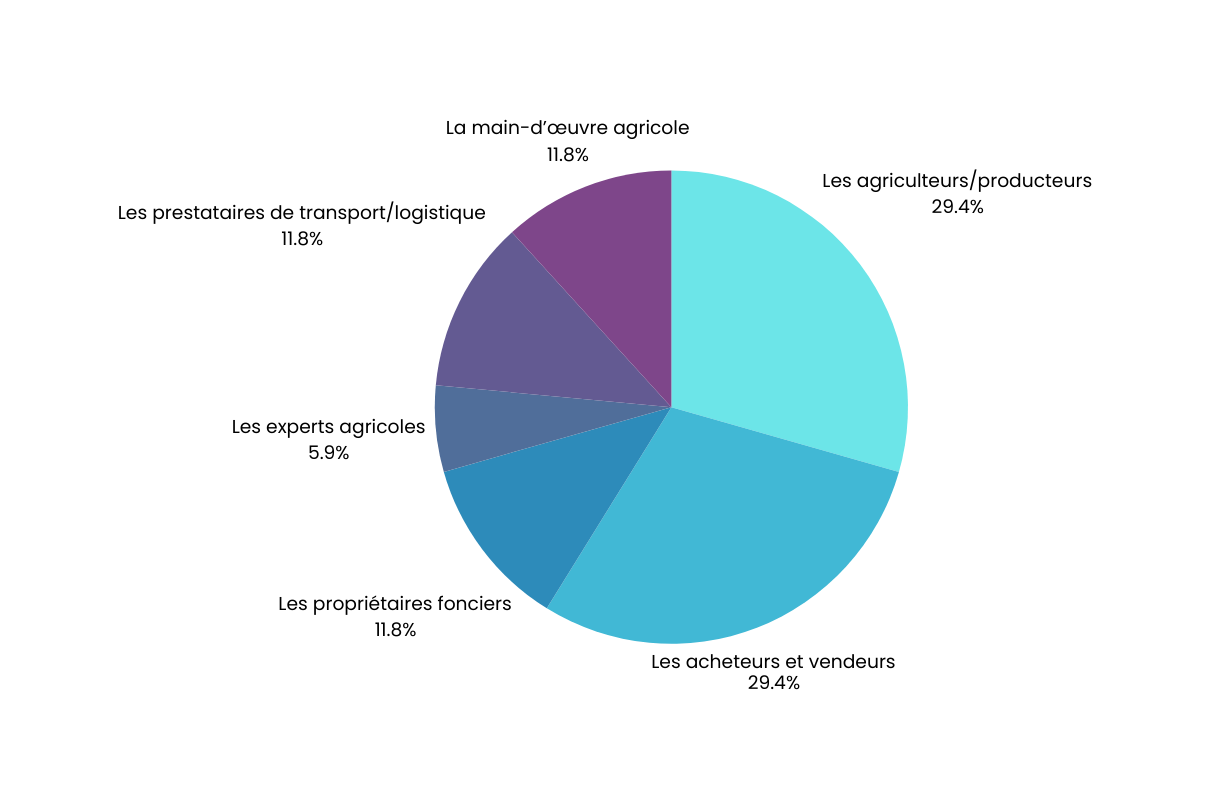 La main-d’œuvre agricole
11.8%
Les agriculteurs/producteurs
29.4%
Les prestataires de transport/logistique
11.8%
Les experts agricoles
5.9%
Les propriétaires fonciers
11.8%
Les acheteurs et vendeurs
29.4%